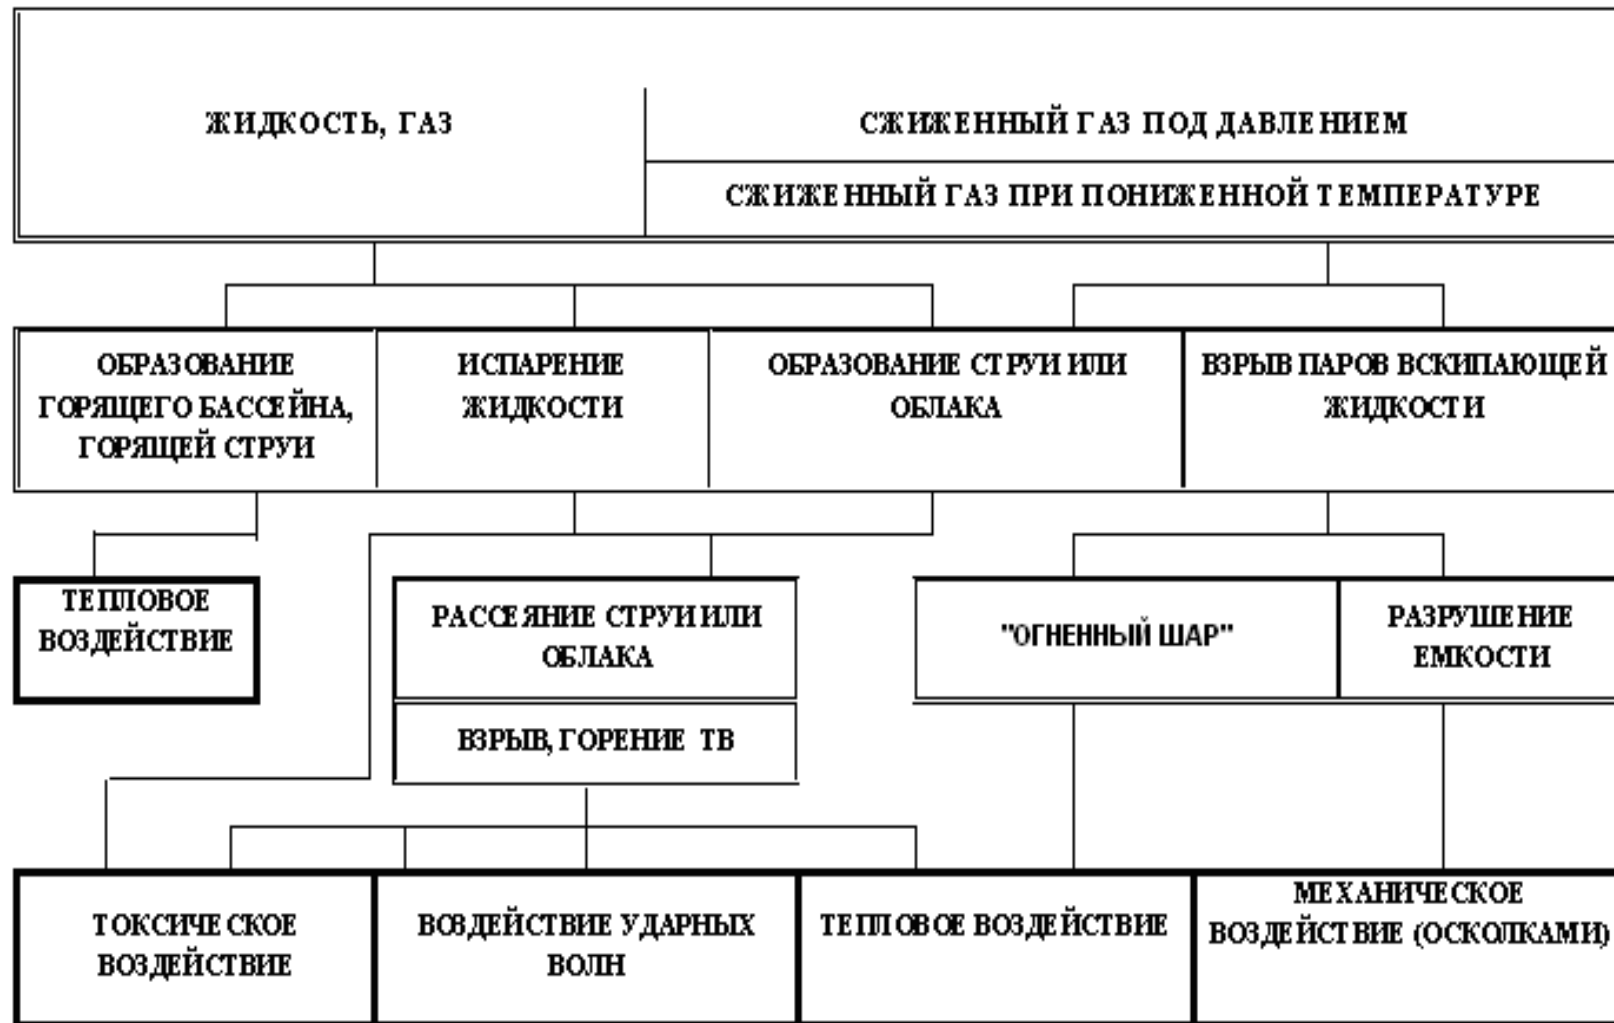 ЖИДКОСТЬ, ГАЗ
СЖИЖЕННЫЙ ГАЗ ПОД ДАВЛЕНИЕМ
СЖИЖЕННЫЙ ГАЗ ПРИ ПОНИЖЕННОЙ ТЕМПЕРАТУРЕ
ОБРАЗОВАНИЕ
ГОРЯЩЕГО БАССЕЙНА,
ГОРЯЩЕЙ СТРУИ
ИСПАРЕНИЕ
ЖИДКОСТИ
ОБРАЗОВАНИЕ СТРУИ ИЛИ
ОБЛАКА
ВЗРЫВ ПАРОВ ВСКИПАЮЩЕЙ
ЖИДКОСТИ
ТЕПЛОВОЕ
ВОЗДЕЙСТВИЕ
РАССЕЯНИЕ СТРУИ ИЛИ
ОБЛАКА
ВЗРЫВ, ГОРЕНИЕ ТВ
"ОГНЕННЫЙ ШАР"
РАЗРУШЕНИЕ
ЕМКОСТИ
ТОКСИЧЕСКОЕ
ВОЗДЕЙСТВИЕ
ВОЗДЕЙСТВИЕ УДАРНЫХ
ВОЛН
ТЕПЛОВОЕ ВОЗДЕЙСТВИЕ
МЕХАНИЧЕСКОЕ
ВОЗДЕЙСТВИЕ (ОСКОЛКАМИ)